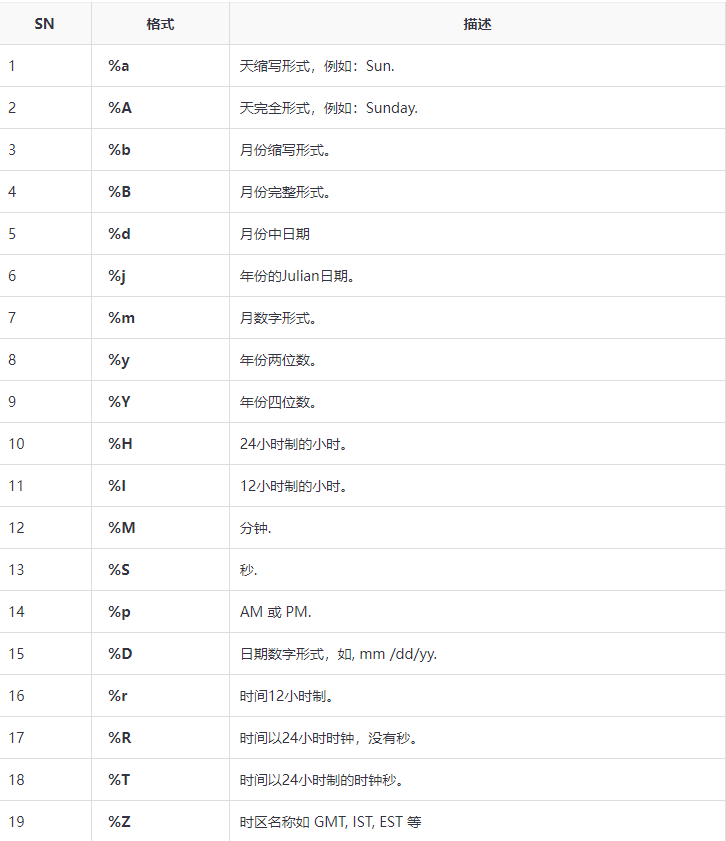 SN 格式 描述
1 %a 天缩写形式，例如：Sun.
2 %A 天完全形式，例如：Sunday.
3 %b 月份缩写形式。
4 %B 月份完整形式。
5 %d 月份中日期
6 %j 年份的Julian日期。
7 %m 月数字形式。
8 %y 年份两位数。
9 %Y 年份四位数。
10 %H 24小时制的小时。
11 %I 12小时制的小时。
12 %M 分钟.
13 %S 秒.
14 %p AM 或 PM.
15 %D 日期数字形式，如, mm /dd/yy.
16 %r 时间12小时制。
17 %R 时间以24小时时钟，没有秒。
18 %T 时间以24小时制的时钟秒。
19 %Z 时区名称如 GMT, IST, EST 等